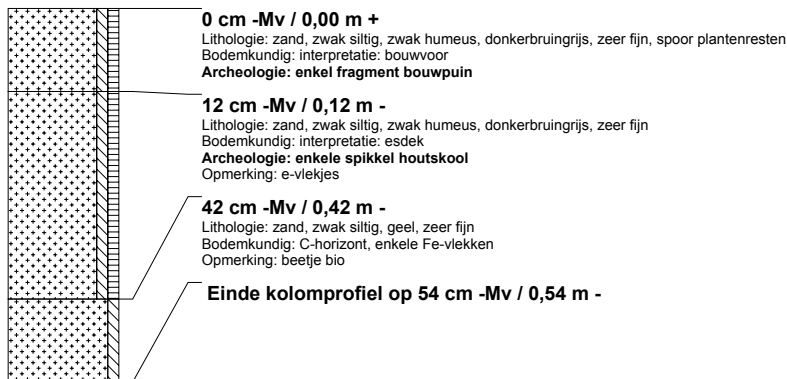 0 cm -Mv / 0,00 m +
Lithologie: zand, zwak siltig, zwak humeus, donkerbruingrijs, zeer fijn, spoor plantenresten
Bodemkundig: interpretatie: bouwvoor
Archeologie: enkel fragment bouwpuin
12 cm -Mv / 0,12 m -
Lithologie: zand, zwak siltig, zwak humeus, donkerbruingrijs, zeer fijn
Bodemkundig: interpretatie: esdek
Archeologie: enkele spikkel houtskool
Opmerking: e-vlekjes
42 cm -Mv / 0,42 m -
Lithologie: zand, zwak siltig, geel, zeer fijn
Bodemkundig: C-horizont, enkele Fe-vlekken
Opmerking: beetje bio
Einde kolomprofiel op 54 cm -Mv / 0,54 m -